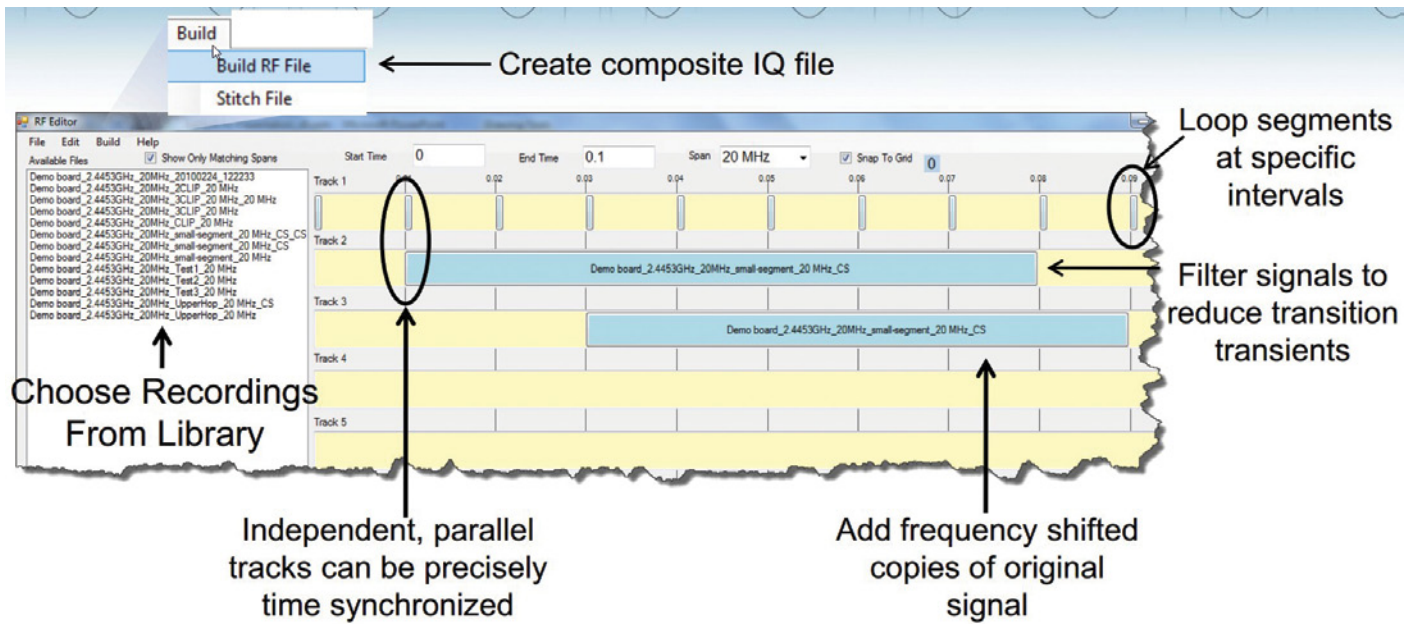 Build
Build RF File
Stitch File
Create composite IQ file
RF Editor
File Edit Build Help
Available Files Show Only Matching Spans Start Time 0 End Time 0.1 Span 20 MHz Snap To Grid 0
Demo board_2.4453GHz_20MHz_20100224_122233
Demo board_2.4453GHz_20MHz_2CLIP_20 MHz
Demo board_2.4453GHz_20MHz_3CLIP_20 MHz_20 MHz
Demo board_2.4453GHz_20MHz_3CLIP_20 MHz
Demo board_2.4453GHz_20MHz_CLIP_20 MHz
Demo board_2.4453GHz_20MHz_small-segment_20 MHz_CS_CS
Demo board_2.4453GHz_20MHz_small-segment_20 MHz_CS
Demo board_2.4453GHz_20MHz_small-segment_20 MHz
Demo board_2.4453GHz_20MHz_Test1_20 MHz
Demo board_2.4453GHz_20MHz_Test2_20 MHz
Demo board_2.4453GHz_20MHz_Test3_20 MHz
Demo board_2.4453GHz_20MHz_UpperHop_20 MHz_CS
Demo board_2.4453GHz_20MHz_UpperHop_20 MHz
Track 1 0.01 0.02 0.03 0.04 0.05 0.06 0.07 0.08 0.09
Track 2
Demo board_2.4453GHz_20MHz_small-segment_20 MHz_CS
Track 3
Demo board_2.4453GHz_20MHz_small-segment_20 MHz_CS
Track 4
Track 5
Loop segments
at specific
intervals
Filter signals to
reduce transition
transients
Choose Recordings
From Library
Independent, parallel
tracks can be precisely
time synchronized
Add frequency shifted
copies of original
signal